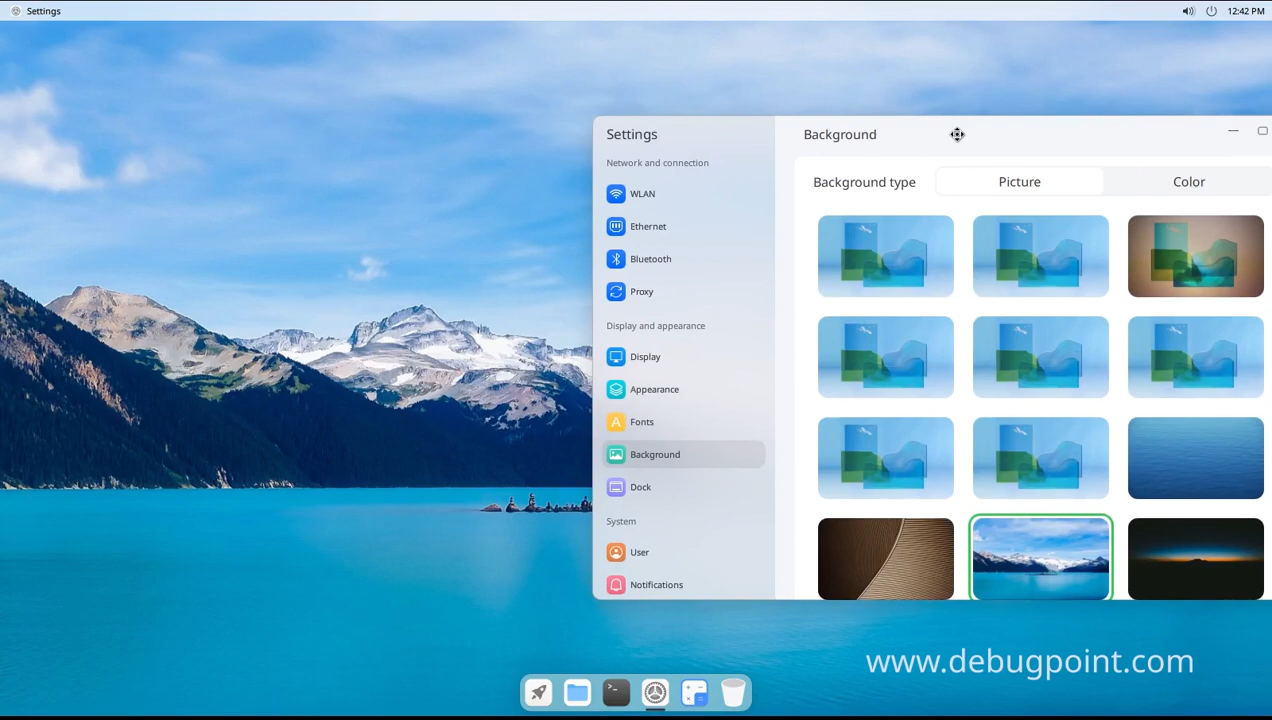 Settings
12:42 PM
Settings
Background
Network and connection
Background type
Picture
Color
WLAN
Ethernet
Bluetooth
Proxy
Display and appearance
Display
Appearance
Fonts
Background
Dock
System
User
Notifications
www.debugpoint.com